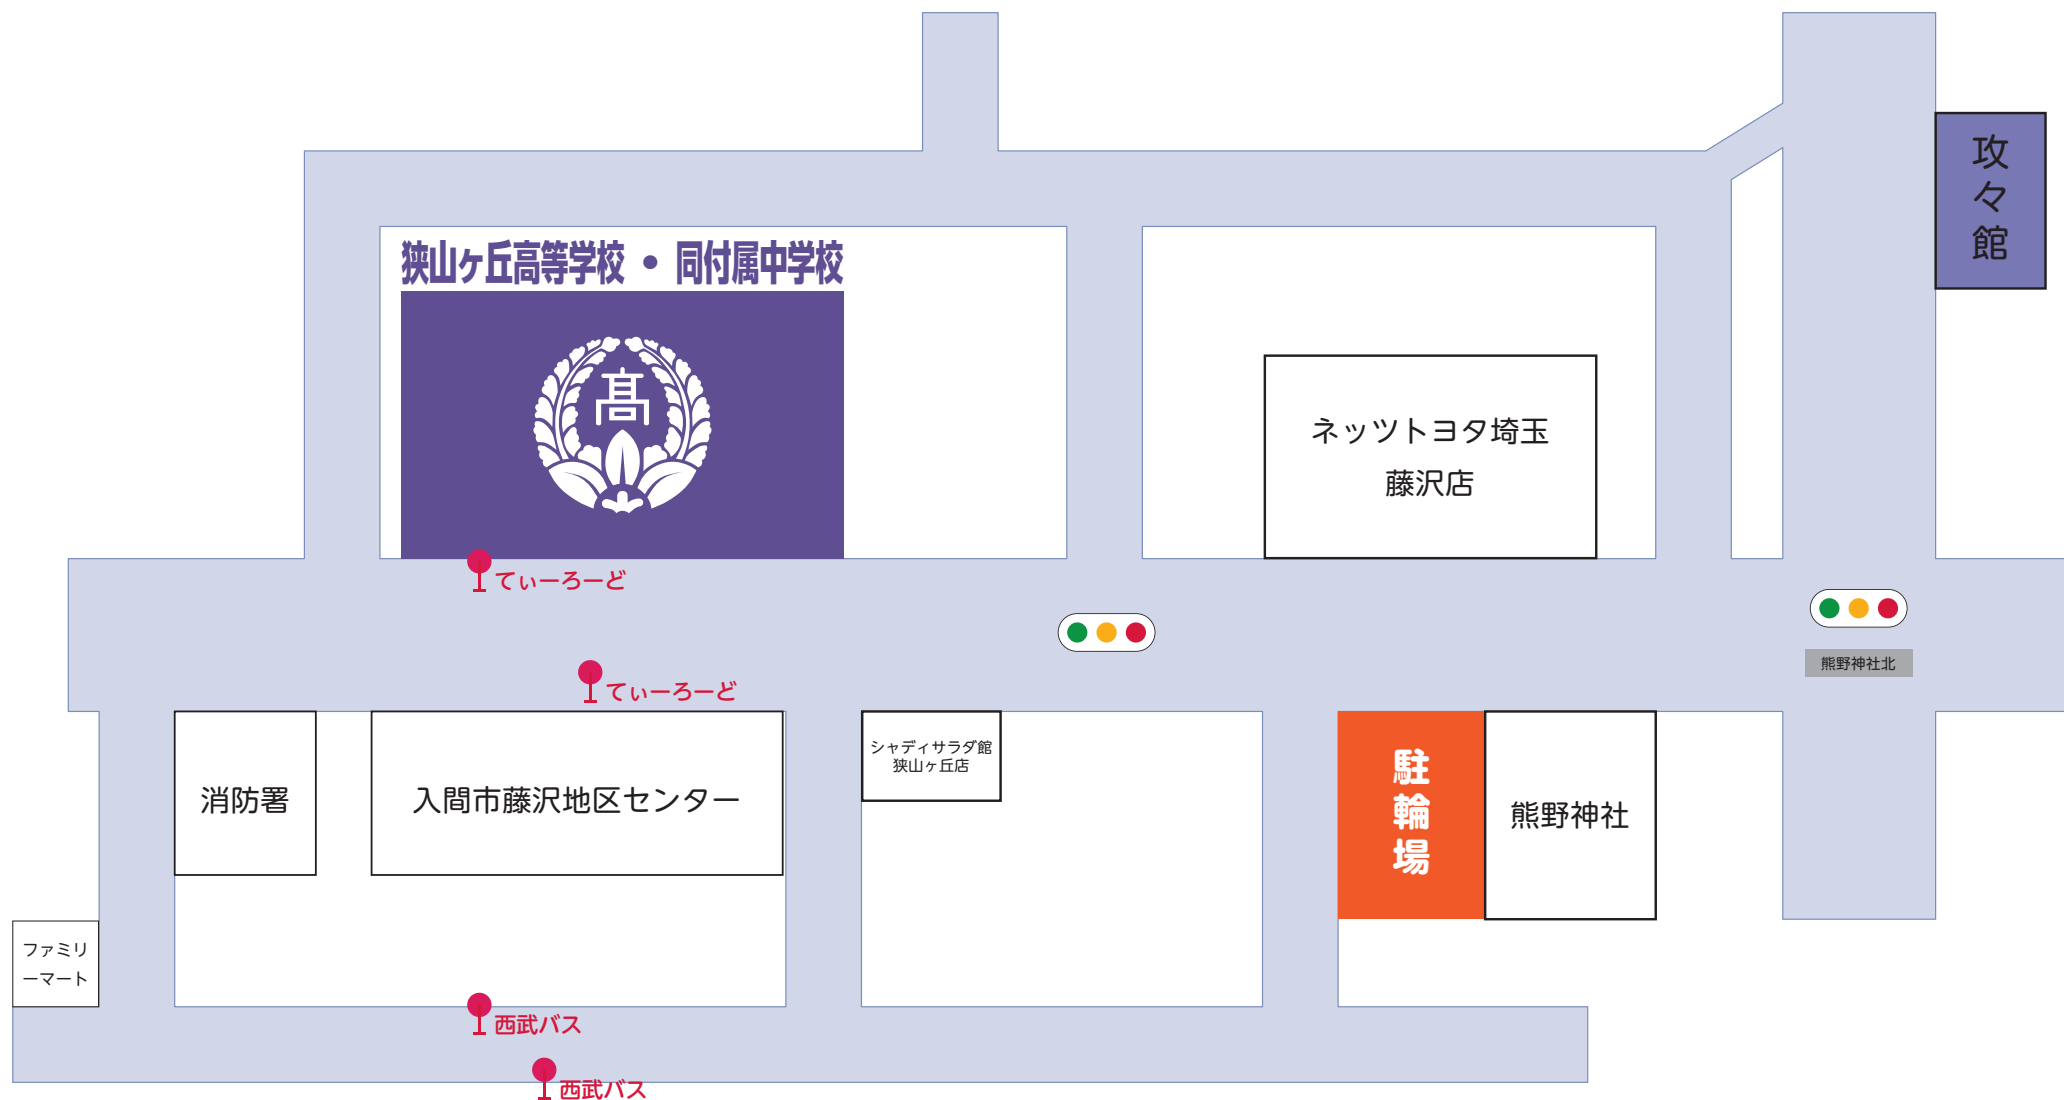 攻々館
狭山ヶ丘高等学校 ・ 同付属中学校
髙
ネッツトヨタ埼玉
藤沢店
てぃーろーど
てぃーろーど
熊野神社北
消防署
入間市藤沢地区センター
シャディサラダ館
狭山ヶ丘店
駐輪場
熊野神社
ファミリ
ーマート
西武バス
西武バス